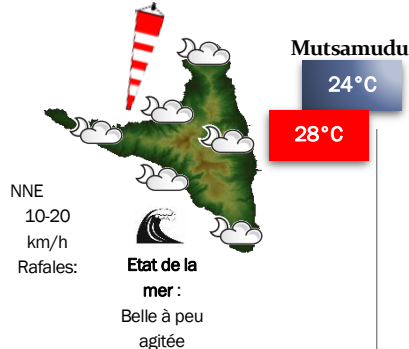 Mutsamudu
24°C
28°C
NNE
10-20
km/h
Rafales:
Etat de la
mer :
Belle à peu
agitée